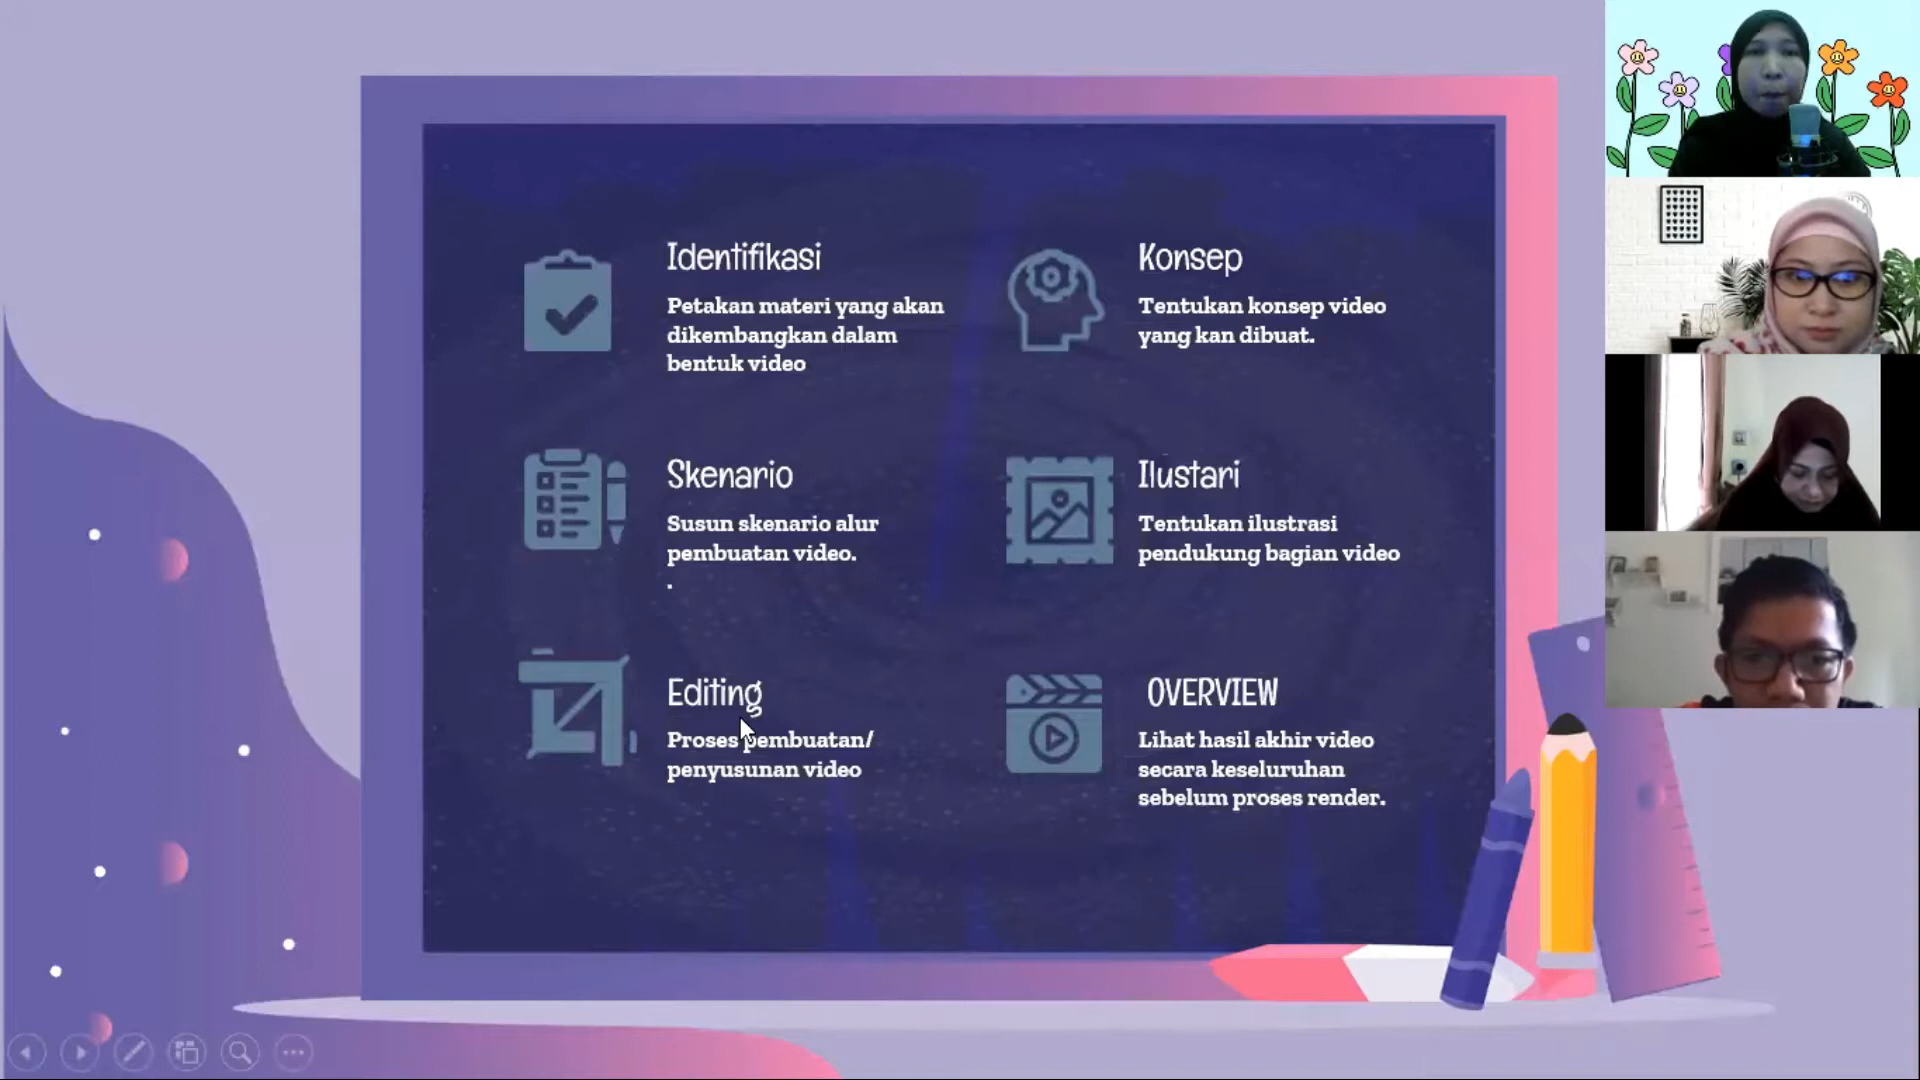 Identifikasi
Petakan materi yang akan
dikembangkan dalam
bentuk video
Konsep
Tentukan konsep video
yang kan dibuat.
Skenario
Susun skenario alur
pembuatan video.
.
Ilustari
Tentukan ilustrasi
pendukung bagian video
Editing
Proses pembuatan/
penyusunan video
OVERVIEW
Lihat hasil akhir video
secara keseluruhan
sebelum proses render.